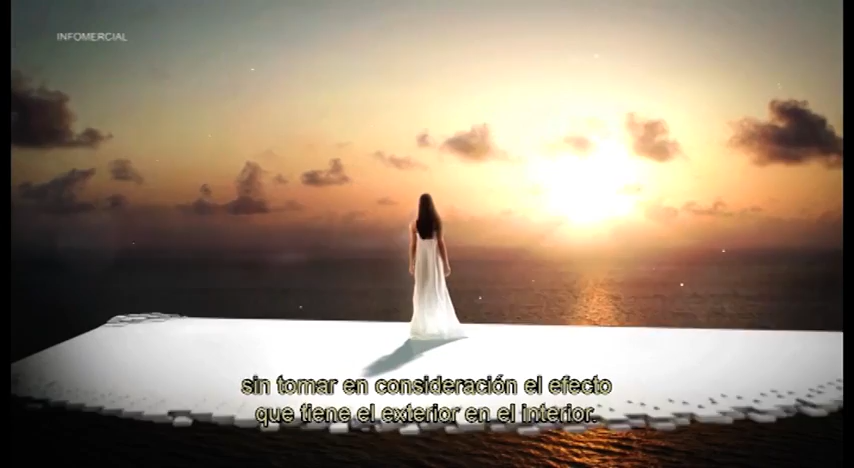 INFOMERCIAL
sin tomar en consideración el efecto
que tiene el exterior en el interior.